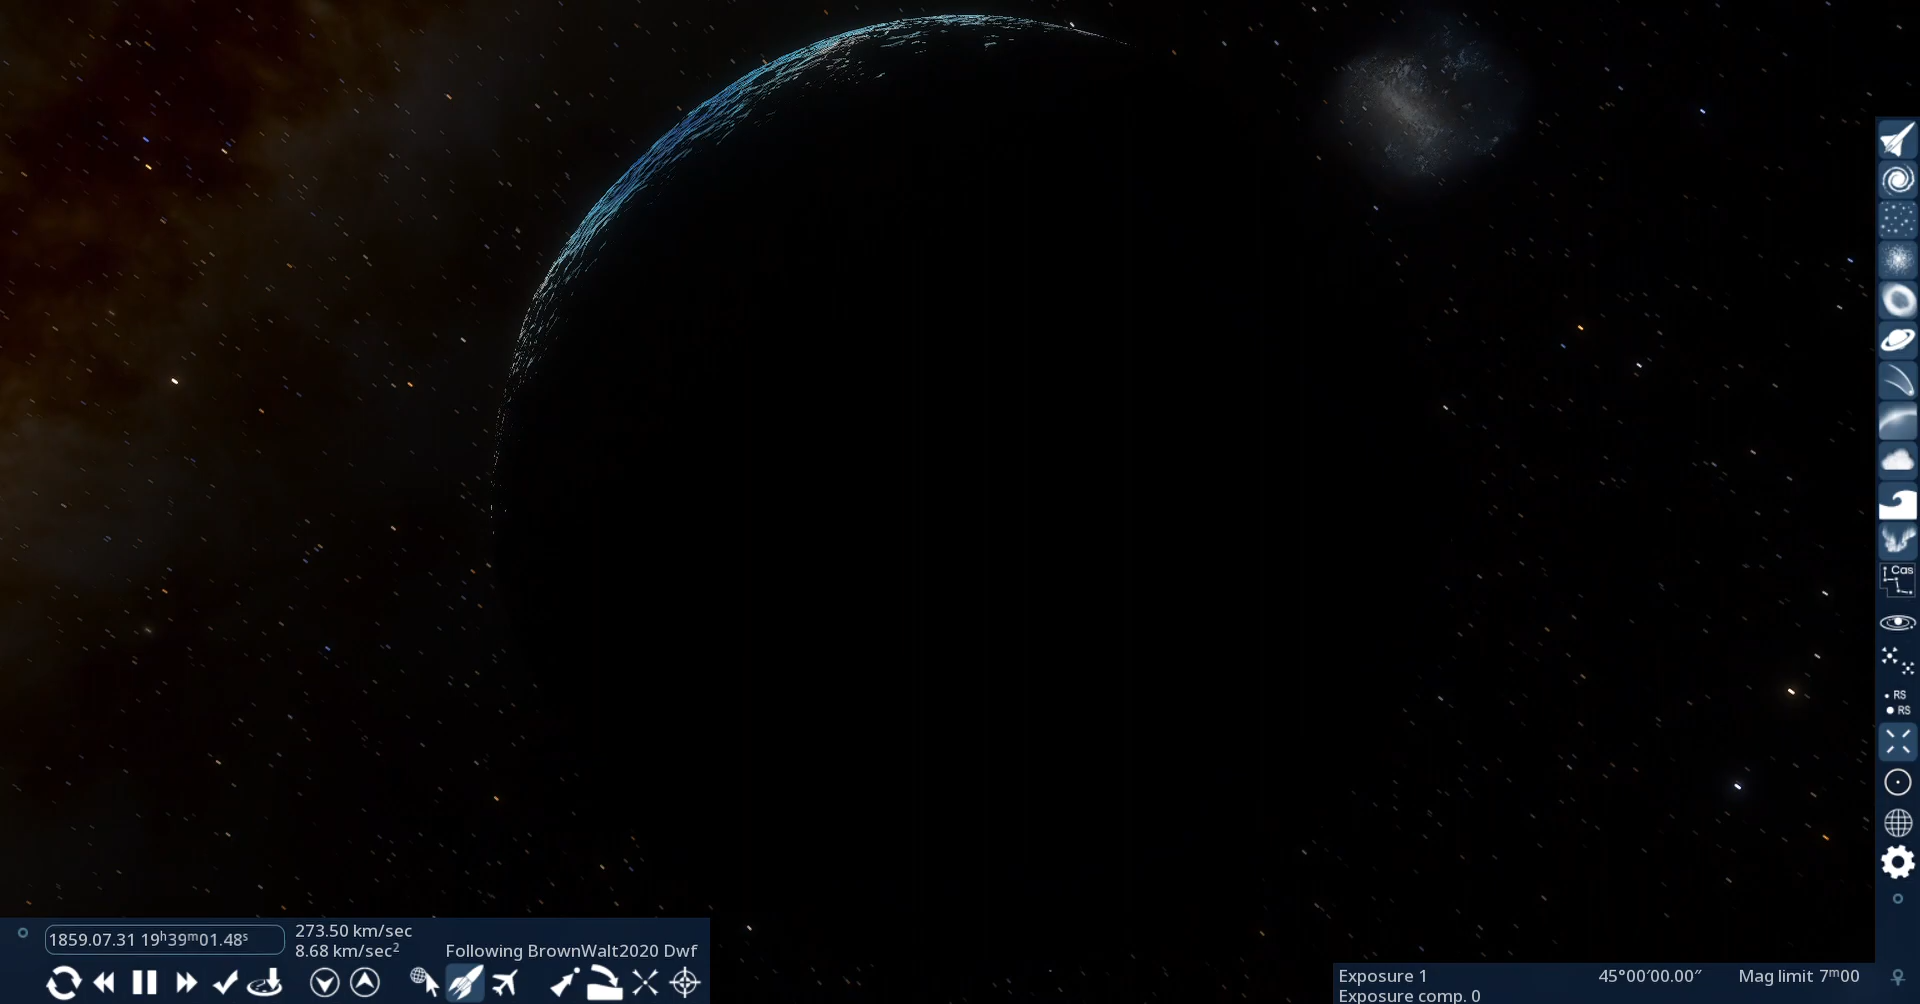 Cas
RS
RS
1859.07.31 19ʰ39ᵐ01.48ˢ
273.50 km/sec
8.68 km/sec²
Following BrownWalt2020 Dwf
Exposure 1
45°00′00.00″
Mag limit 7ᵐ00
Exposure comp. 0